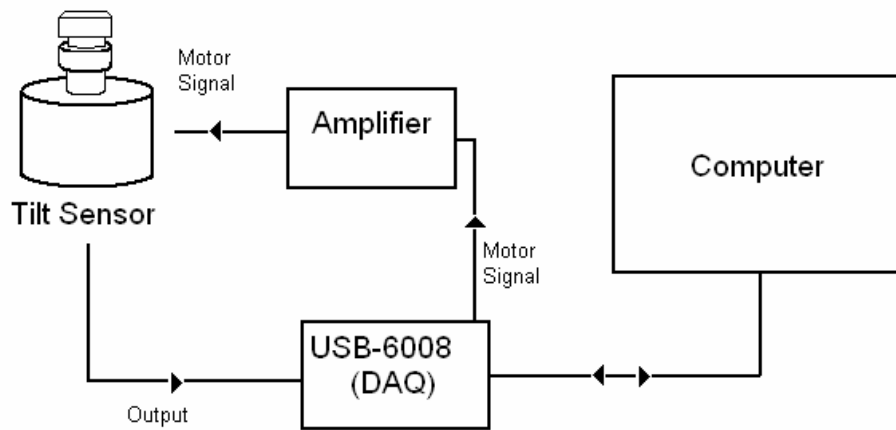 Motor
Signal
Amplifier
Computer
Tilt Sensor
Motor
Signal
USB-6008
(DAQ)
Output